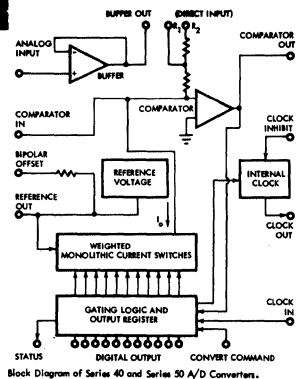 BUFFER OUT
(DIRECT INPUT)
R1 R2
COMPARATOR
OUT
ANALOG
INPUT
BUFFER
COMPARATOR
IN
COMPARATOR
CLOCK
INHIBIT
BIPOLAR
OFFSET
REFERENCE
VOLTAGE
INTERNAL
CLOCK
REFERENCE
OUT
Io
CLOCK
OUT
WEIGHTED
MONOLITHIC CURRENT SWITCHES
GATING LOGIC AND
OUTPUT REGISTER
CLOCK
IN
STATUS
DIGITAL OUTPUT
CONVERT COMMAND
Block Diagram of Series 40 and Series 50 A/D Converters.